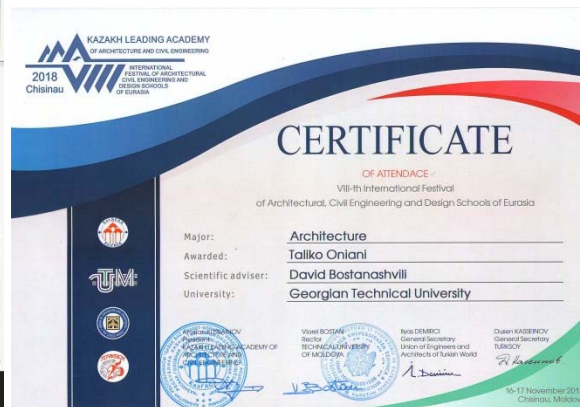 KAZAKH LEADING ACADEMY
OF ARCHITECTURE AND CIVIL ENGINEERING
2018
Chisinau
INTERNATIONAL
FESTIVAL OF ARCHITECTURAL,
CIVIL ENGINEERING AND
DESIGN SCHOOLS
OF EURASIA
CERTIFICATE
OF ATTENDACE
VIII-th International Festival
of Architectural, Civil Engineering and Design Schools of Eurasia
Major: Architecture
Awarded: Taliko Oniani
Scientific adviser: David Bostanashvili
University: Georgian Technical University
President
KAZAKH LEADING ACADEMY OF
ARCHITECTURE AND
CIVIL ENGINEERING
Viorel BOSTAN
Rector
TECHNICAL UNIVERSITY
OF MOLDOVA
Ilyas DEMIRCI
General Secretary
Union of Engineers and
Architects of Turkish World
Dusen KASSEINOV
General Secretary
TURKSOY
16-17 November 201
Chisinau, Moldov